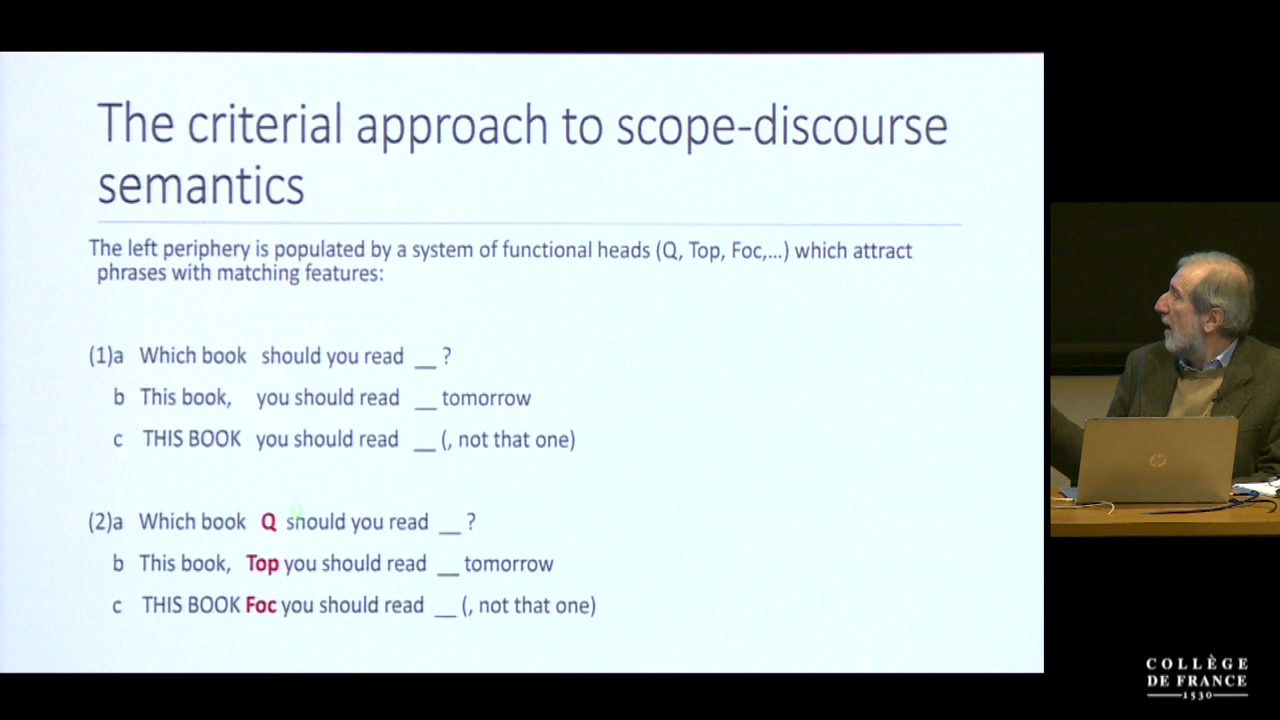 The criterial approach to scope-discourse
semantics
The left periphery is populated by a system of functional heads (Q, Top, Foc,...) which attract
phrases with matching features:
(1)a Which book should you read __ ?
b This book, you should read __ tomorrow
c THIS BOOK you should read __ (, not that one)
(2)a Which book Q should you read __ ?
b This book, Top you should read __ tomorrow
c THIS BOOK Foc you should read __ (, not that one)
hp
COLLÈGE
DE FRANCE
1530